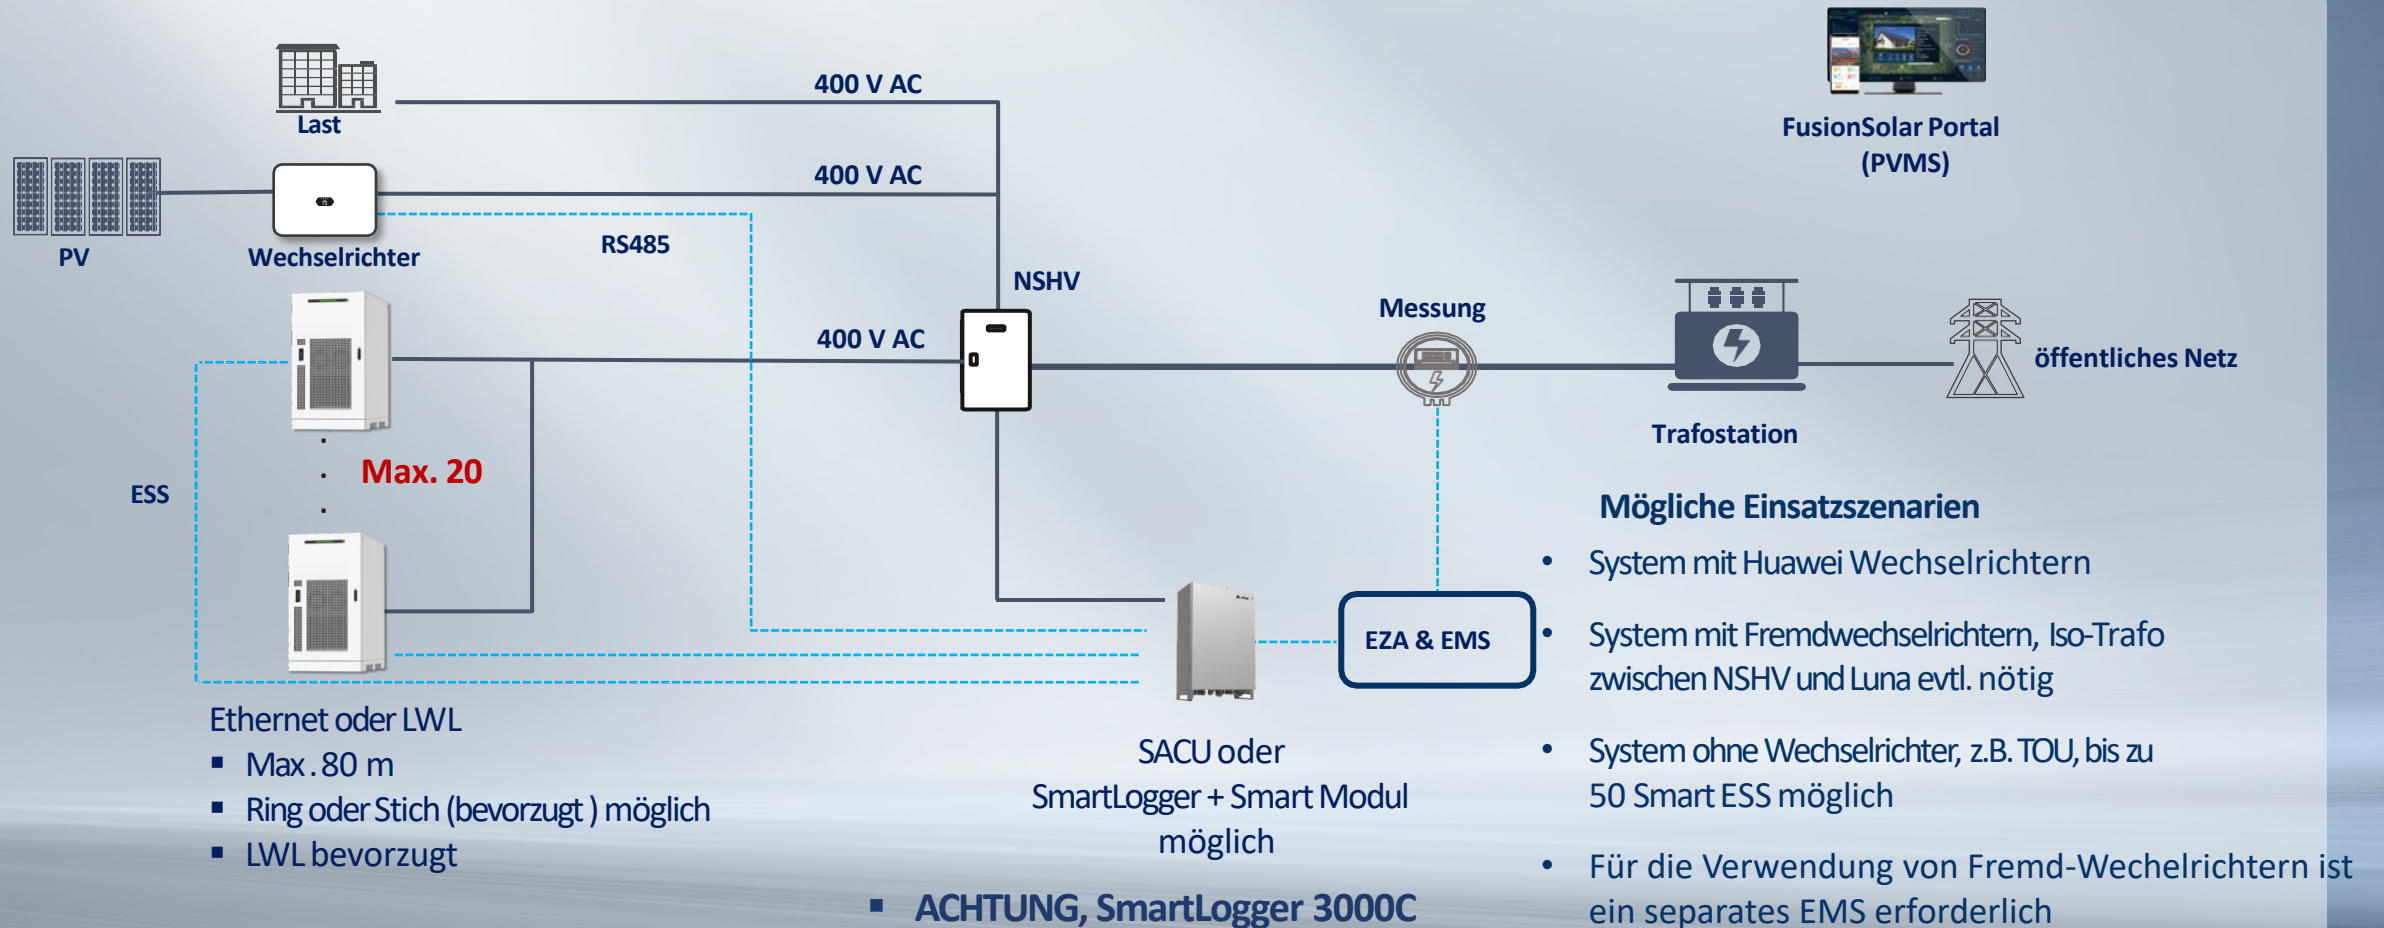 400 V AC
Last
FusionSolar Portal
(PVMS)
400 V AC
RS485
PV
Wechselrichter
NSHV
Messung
400 V AC
öffentliches Netz
Trafostation
Max. 20
ESS
EZA & EMS
Ethernet oder LWL
▪ Max. 80 m
▪ Ring oder Stich (bevorzugt ) möglich
▪ LWL bevorzugt
SACU oder
SmartLogger + Smart Modul
möglich
▪ ACHTUNG, SmartLogger 3000C
Mögliche Einsatzszenarien
• System mit Huawei Wechselrichtern
• System mit Fremdwechselrichtern, Iso-Trafo
zwischen NSHV und Luna evtl. nötig
• System ohne Wechselrichter, z.B. TOU, bis zu
50 Smart ESS möglich
• Für die Verwendung von Fremd-Wechelrichtern ist
ein separates EMS erforderlich